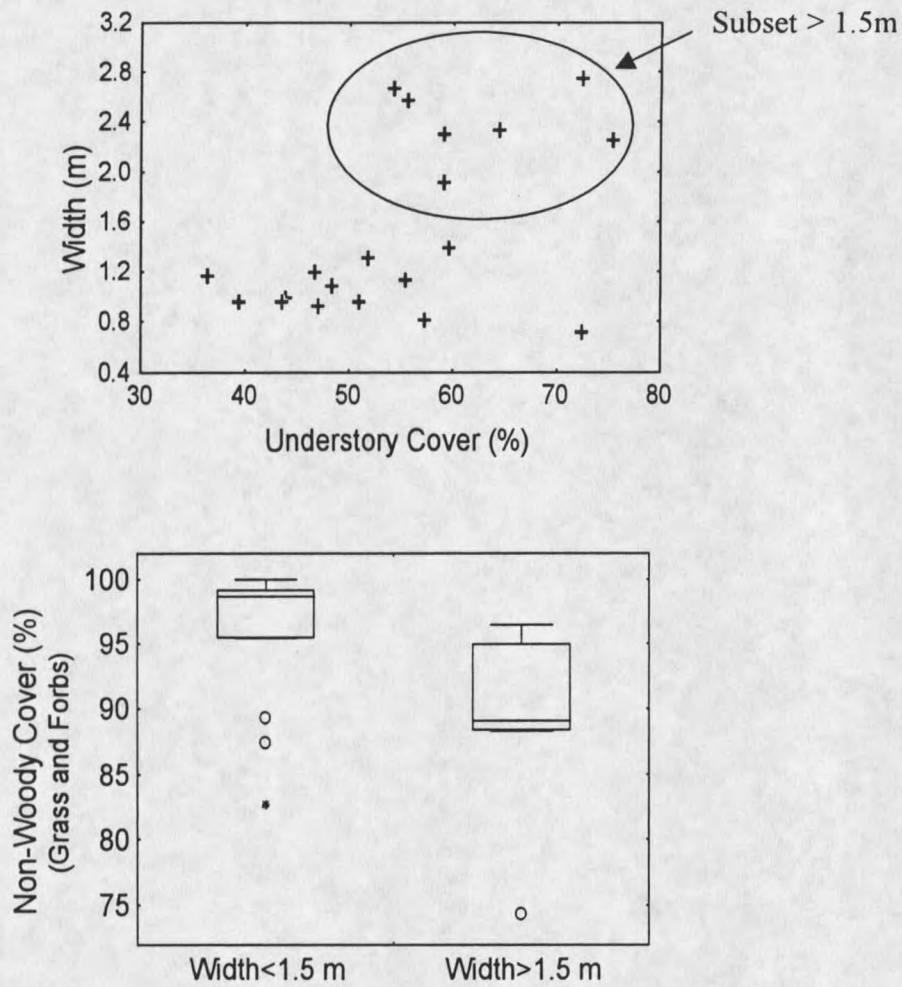 Subset > 1.5m
3.2
2.8
2.4
2.0
1.6
1.2
0.8
0.4
Width (m)
30 40 50 60 70 80
Understory Cover (%)
100
95
90
85
80
75
Non-Woody Cover (%)
(Grass and Forbs)
Width<1.5 m Width>1.5 m